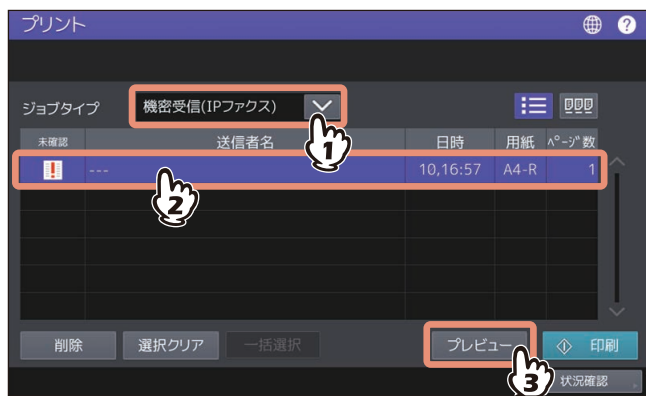 プリント
ジョブタイプ 機密受信(IPファクス)
1
未確認 送信者名 日時 用紙 ページ数
--- 10,16:57 A4-R 1
2
削除 選択クリア 一括選択 プレビュー 印刷
3
状況確認